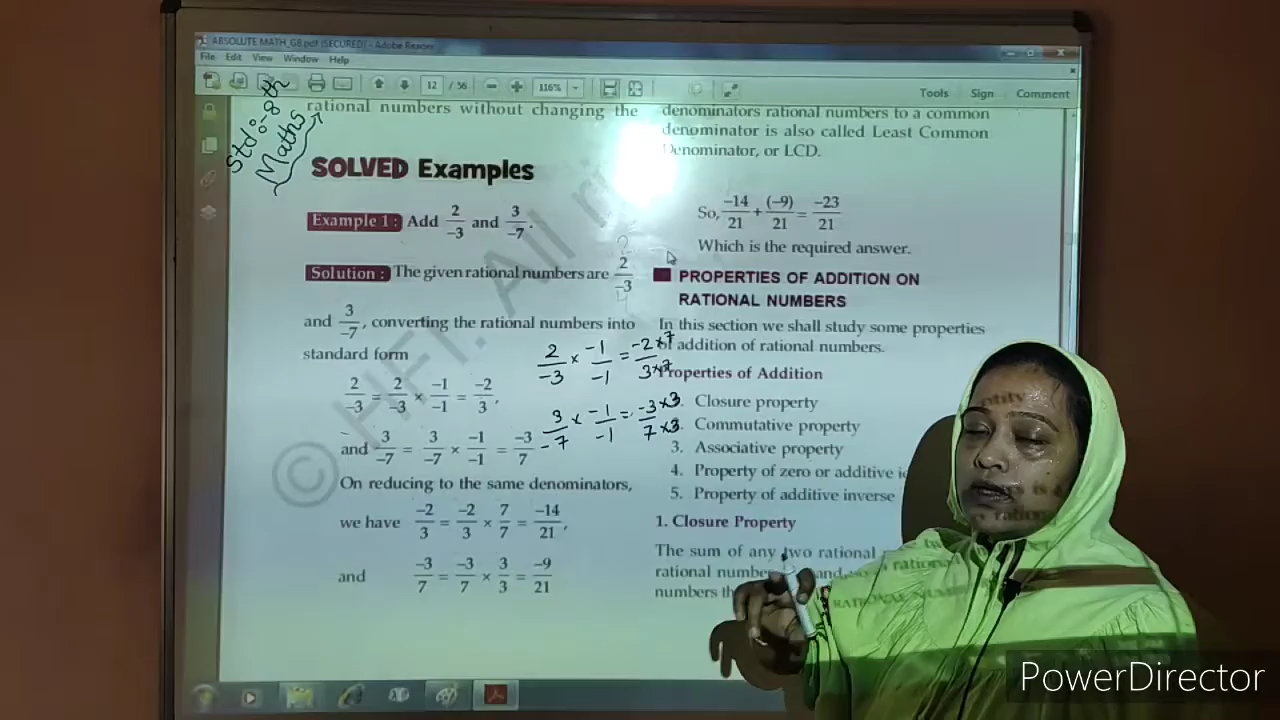 ABSOLUTE MATH_G8.pdf (SECURED) - Adobe Reader
File Edit View Window Help
12 / 56 116%
Tools Sign Comment
Std:-8th
Maths
rational numbers without changing the
SOLVED Examples
Example 1 : Add 2/-3 and 3/-7.
Solution : The given rational numbers are 2/-3
and 3/-7, converting the rational numbers into
standard form
2/-3 = 2/-3 × -1/-1 = -2/3,
and 3/-7 = 3/-7 × -1/-1 = -3/7
On reducing to the same denominators,
we have -2/3 = -2/3 × 7/7 = -14/21,
and -3/7 = -3/7 × 3/3 = -9/21
2/-3 × -1/-1 = -2×7/3×7
3/-7 × -1/-1 = -3×3/7×3
denominators rational numbers to a common
denominator is also called Least Common
Denominator, or LCD.
So, -14/21 + (-9)/21 = -23/21
Which is the required answer.
PROPERTIES OF ADDITION ON
RATIONAL NUMBERS
In this section we shall study some properties
of addition of rational numbers.
Properties of Addition
Closure property
Commutative property
3. Associative property
4. Property of zero or additive
5. Property of additive inverse
1. Closure Property
The sum of any two rational
rational and
numbers
PowerDirector